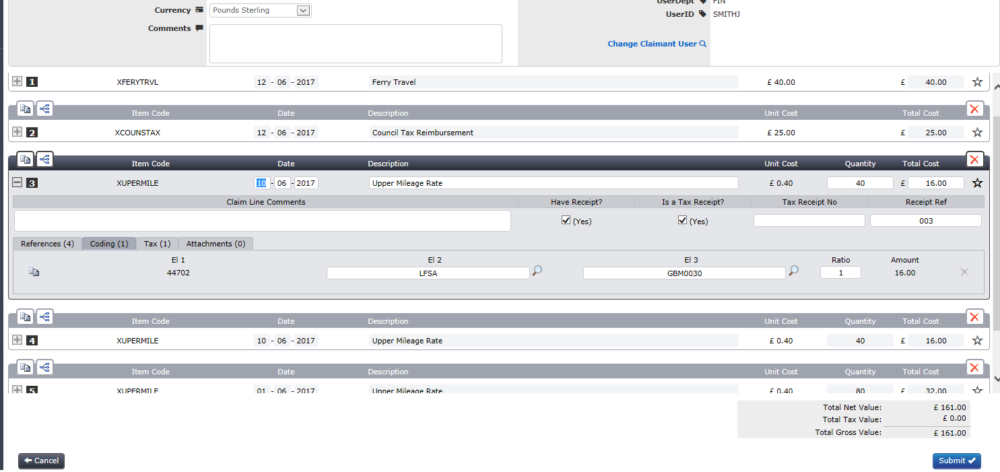 UserDept FIN
Currency Pounds Sterling
UserID SMITHJ
Comments
Change Claimant User
1 XFERYTRVL 12 - 06 - 2017 Ferry Travel £ 40.00 £ 40.00
Item Code Date Description Unit Cost Total Cost
2 XCOUNSTAX 12 - 06 - 2017 Council Tax Reimbursement £ 25.00 £ 25.00
Item Code Date Description Unit Cost Quantity Total Cost
3 XUPERMILE 10 - 06 - 2017 Upper Mileage Rate £ 0.40 40 £ 16.00
Claim Line Comments Have Receipt? Is a Tax Receipt? Tax Receipt No Receipt Ref
(Yes) (Yes) 003
References (4) Coding (1) Tax (1) Attachments (0)
El 1 El 2 El 3 Ratio Amount
44702 LFSA GBM0030 1 16.00
Item Code Date Description Unit Cost Quantity Total Cost
4 XUPERMILE 10 - 06 - 2017 Upper Mileage Rate £ 0.40 40 £ 16.00
Item Code Date Description Unit Cost Quantity Total Cost
5 XUPERMILE 01 - 06 - 2017 Upper Mileage Rate £ 0.40 80 £ 32.00
Total Net Value: £ 161.00
Total Tax Value: £ 0.00
Total Gross Value: £ 161.00
Cancel Submit